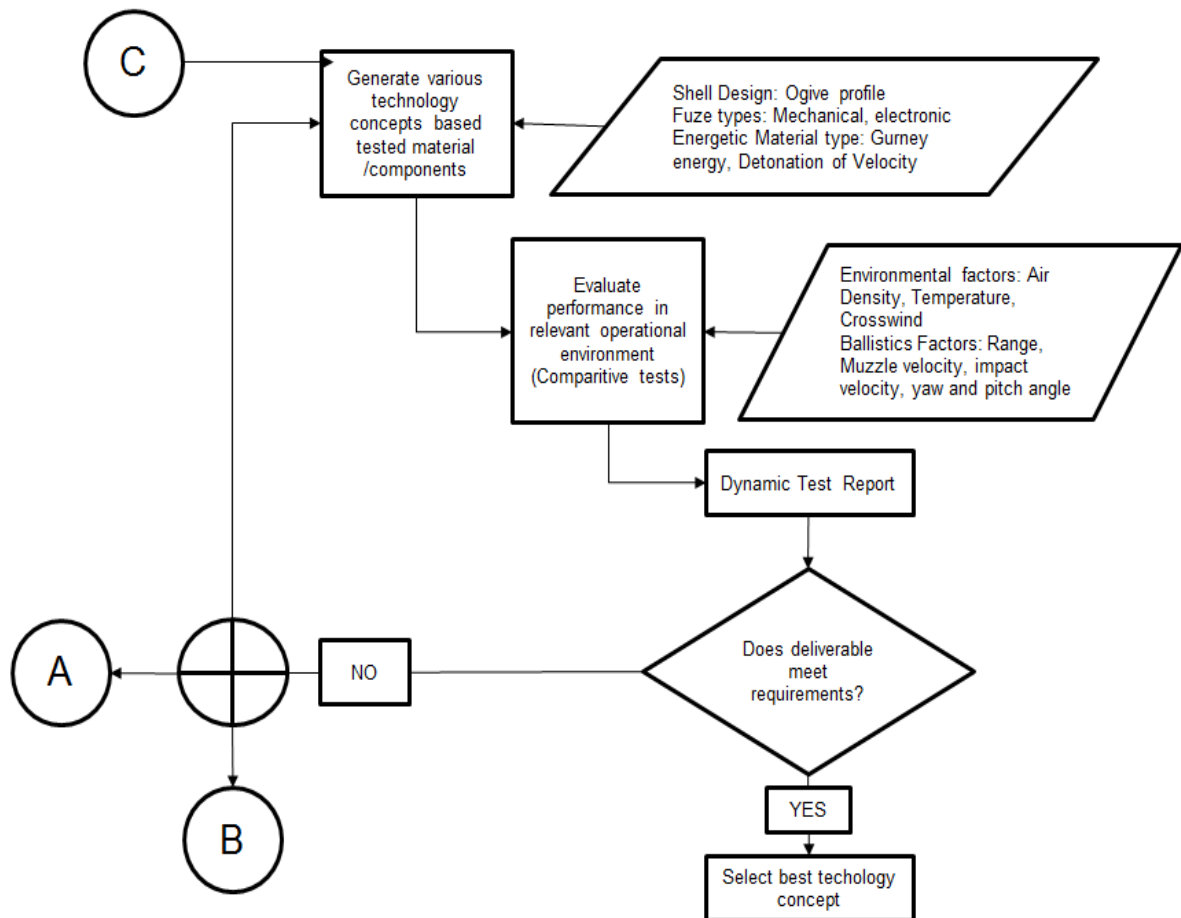 C
Generate various
technology
concepts based
tested material
/components
Shell Design: Ogive profile
Fuze types: Mechanical, electronic
Energetic Material type: Gurney
energy, Detonation of Velocity
Evaluate
performance in
relevant operational
environment
(Comparitive tests)
Environmental factors: Air
Density, Temperature,
Crosswind
Ballistics Factors: Range,
Muzzle velocity, impact
velocity, yaw and pitch angle
Dynamic Test Report
Does deliverable
meet
requirements?
NO
A
B
YES
Select best techology
concept